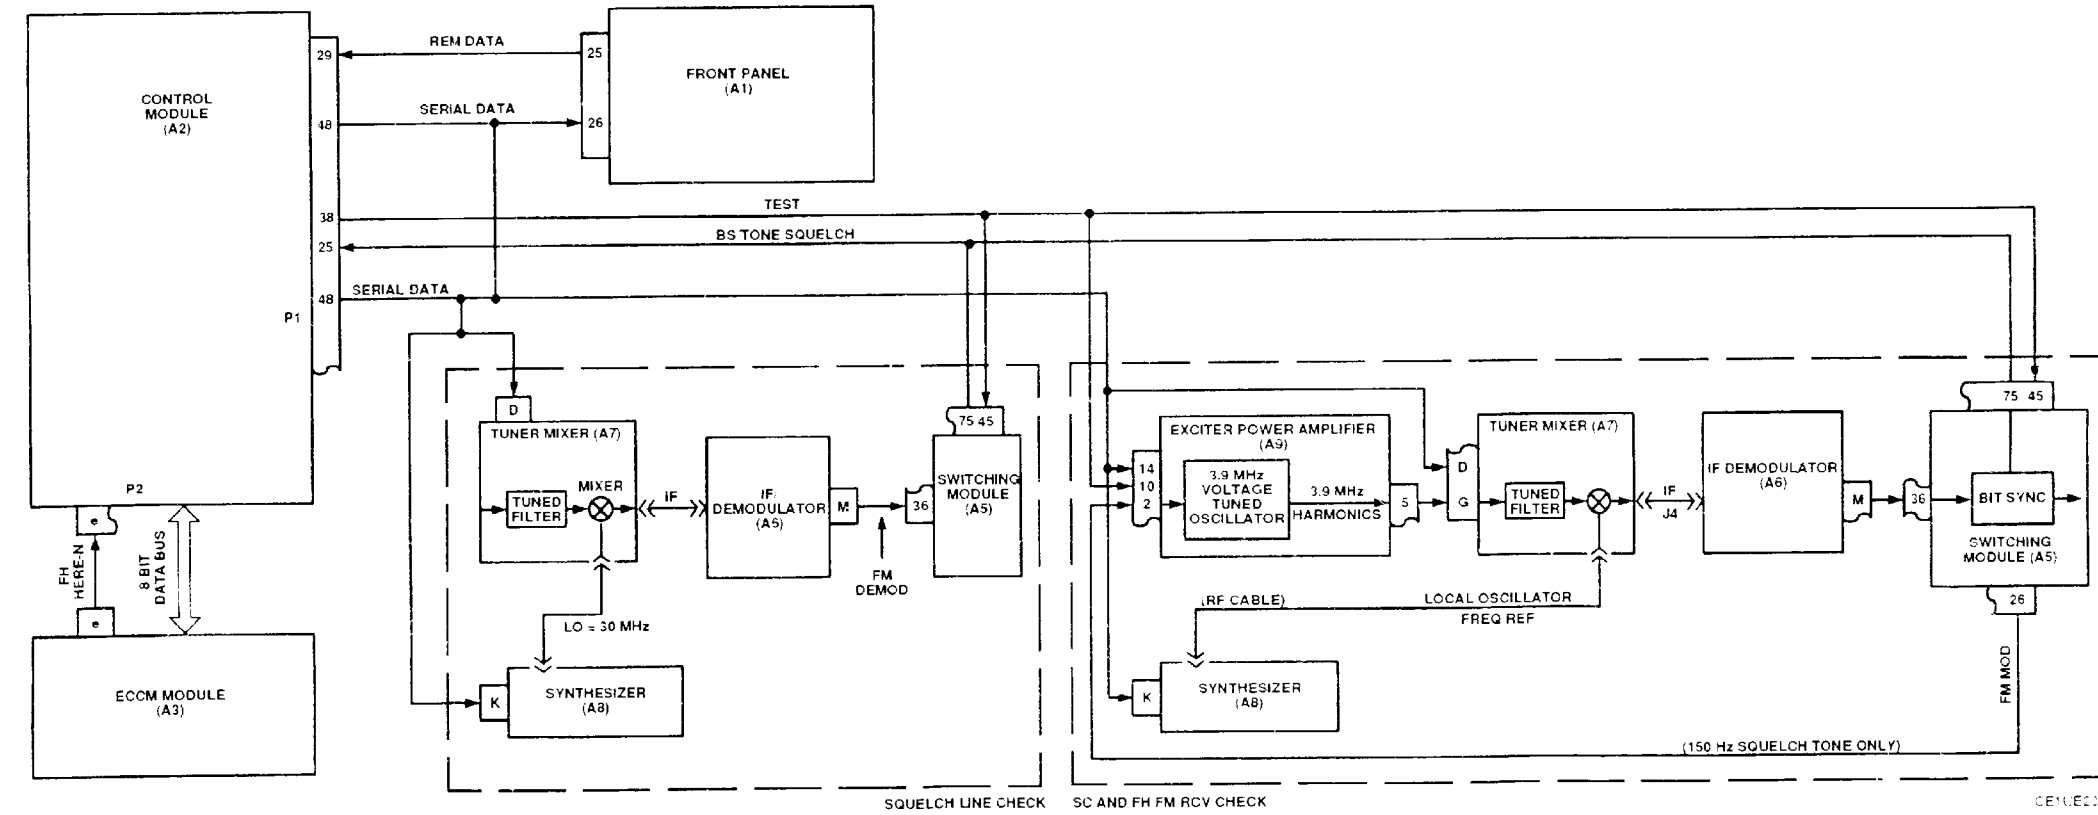 REM DATA
29
25
FRONT PANEL
(A1)
CONTROL
MODULE
(A2)
SERIAL DATA
48
26
TEST
38
BS TONE SQUELCH
25
SERIAL DATA
48
P1
P2
e
FH
HERE-N
8 BIT
DATA BUS
e
ECCM MODULE
(A3)
D
TUNER MIXER (A7)
MIXER
TUNED
FILTER
IF
IF/
DEMODULATOR
M
36
75 45
SWITCHING
MODULE
(A5)
FM
DEMOD
LO = 30 MHz
K
SYNTHESIZER
(A8)
SQUELCH LINE CHECK
14
10
2
EXCITER POWER AMPLIFIER
(A9)
3.9 MHz
VOLTAGE
TUNED
OSCILLATOR
3.9 MHz
HARMONICS
5
D
G
TUNER MIXER (A7)
TUNED
FILTER
IF
J4
IF DEMODULATOR
(A6)
M
36
75 45
BIT SYNC
SWITCHING
MODULE (A5)
26
(RF CABLE)
LOCAL OSCILLATOR
FREQ REF
K
SYNTHESIZER
(A8)
FM MOD
(150 Hz SQUELCH TONE ONLY)
SC AND FH FM RCV CHECK